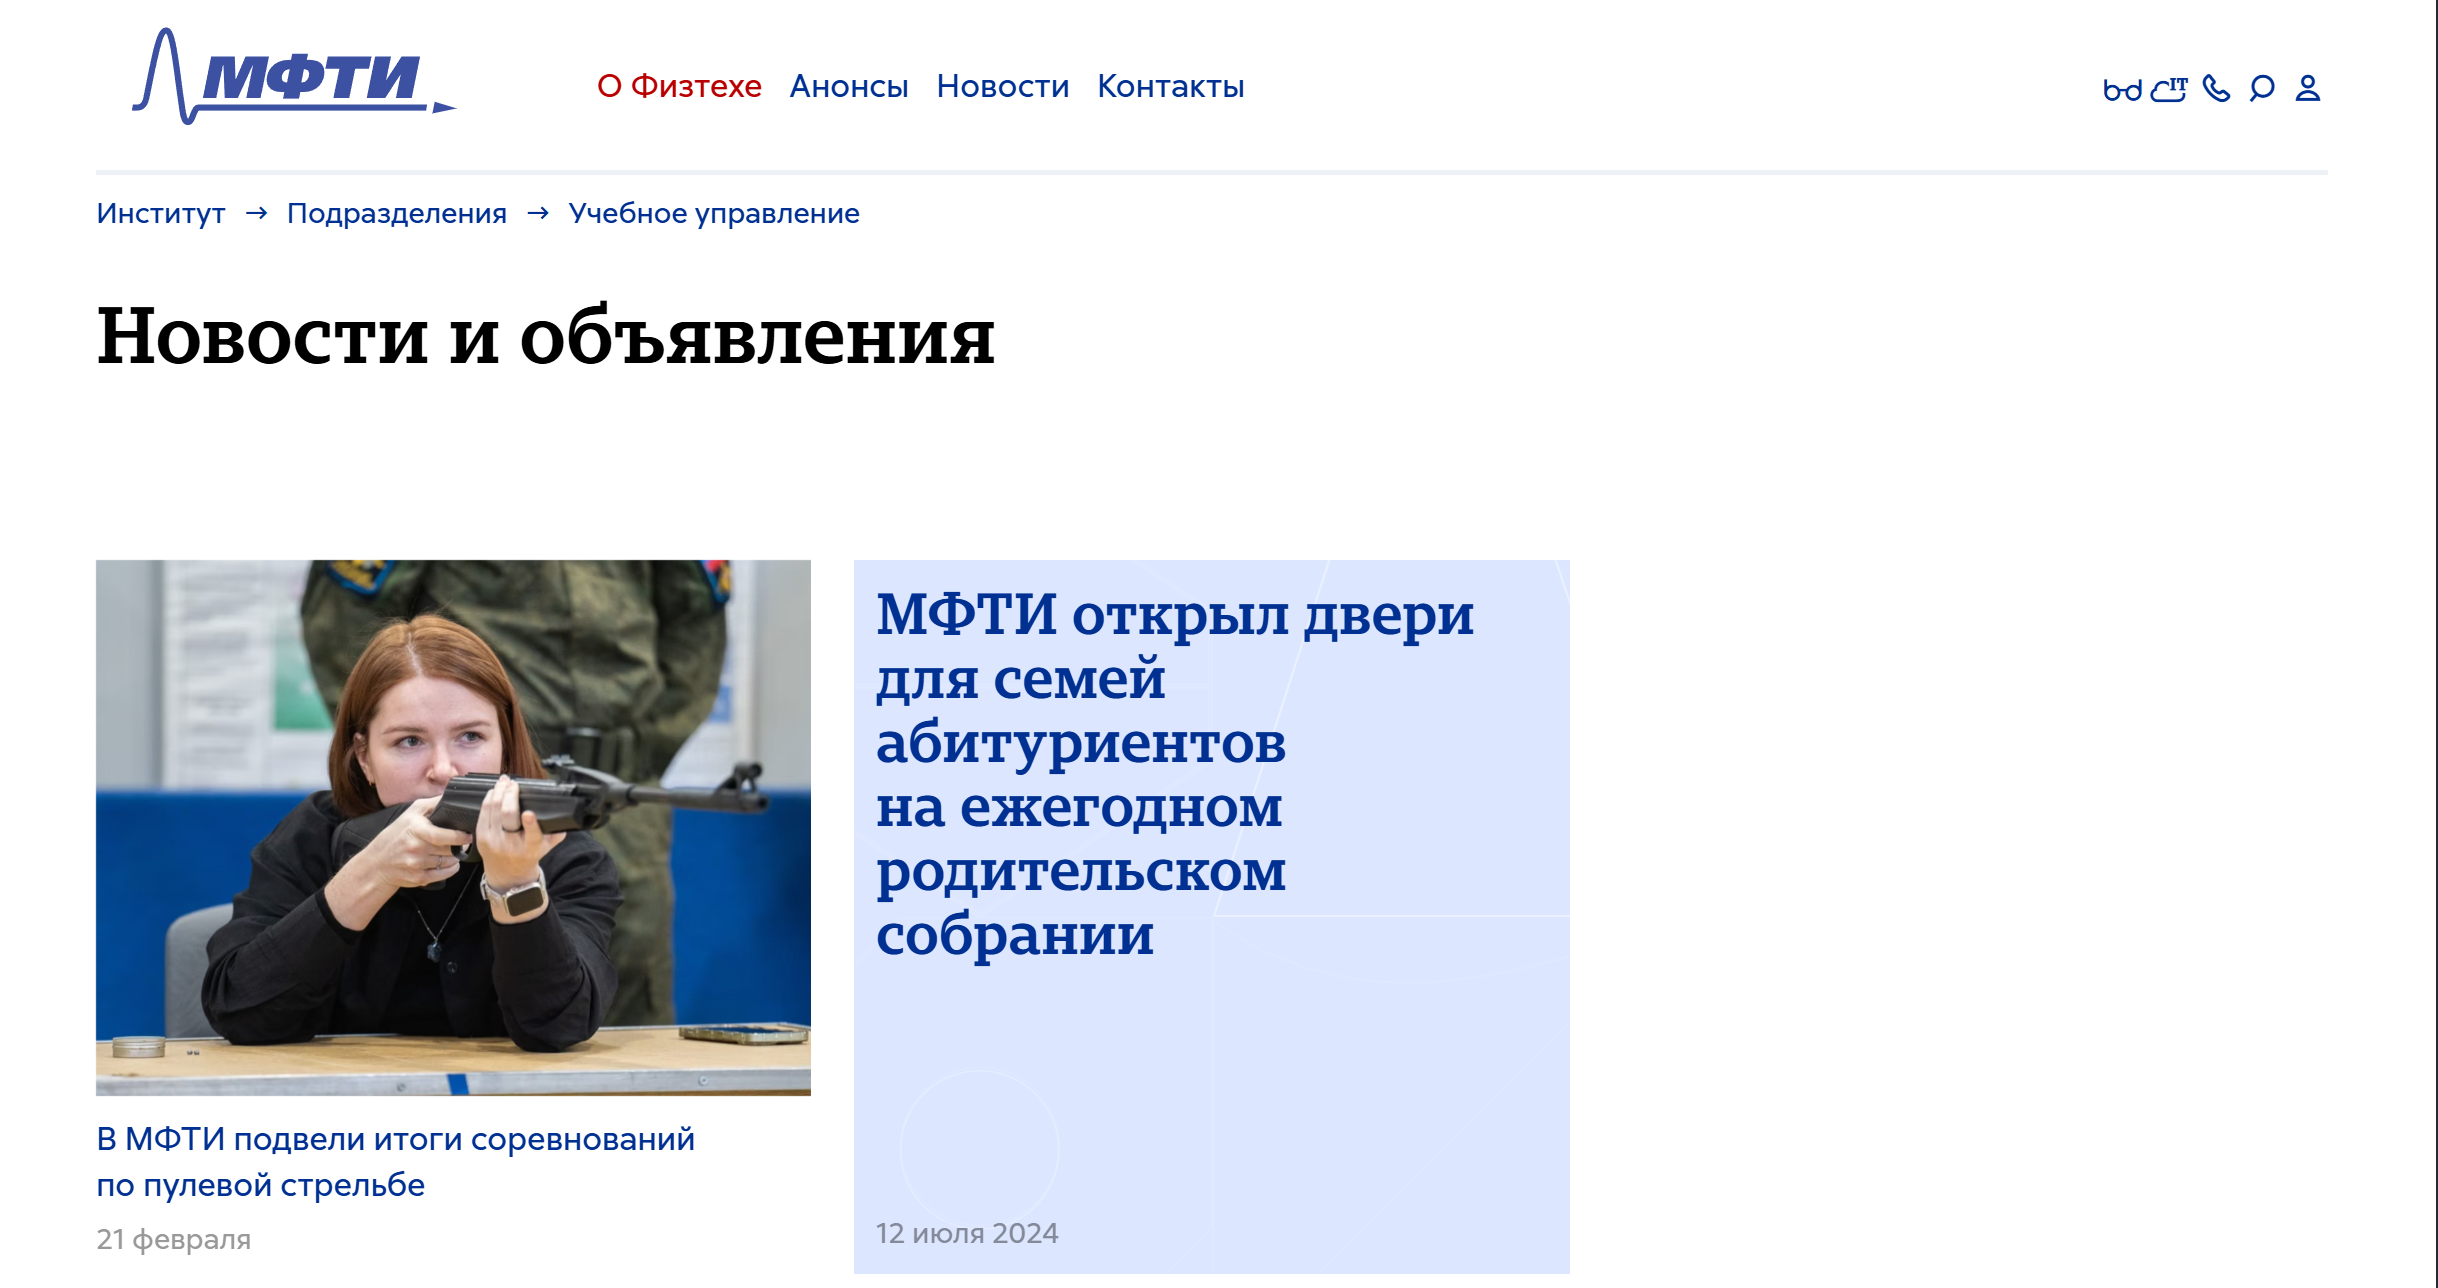 МФТИ
О Физтехе Анонсы Новости Контакты
IT
Институт → Подразделения → Учебное управление
Новости и объявления
В МФТИ подвели итоги соревнований
по пулевой стрельбе
21 февраля
МФТИ открыл двери
для семей
абитуриентов
на ежегодном
родительском
собрании
12 июля 2024